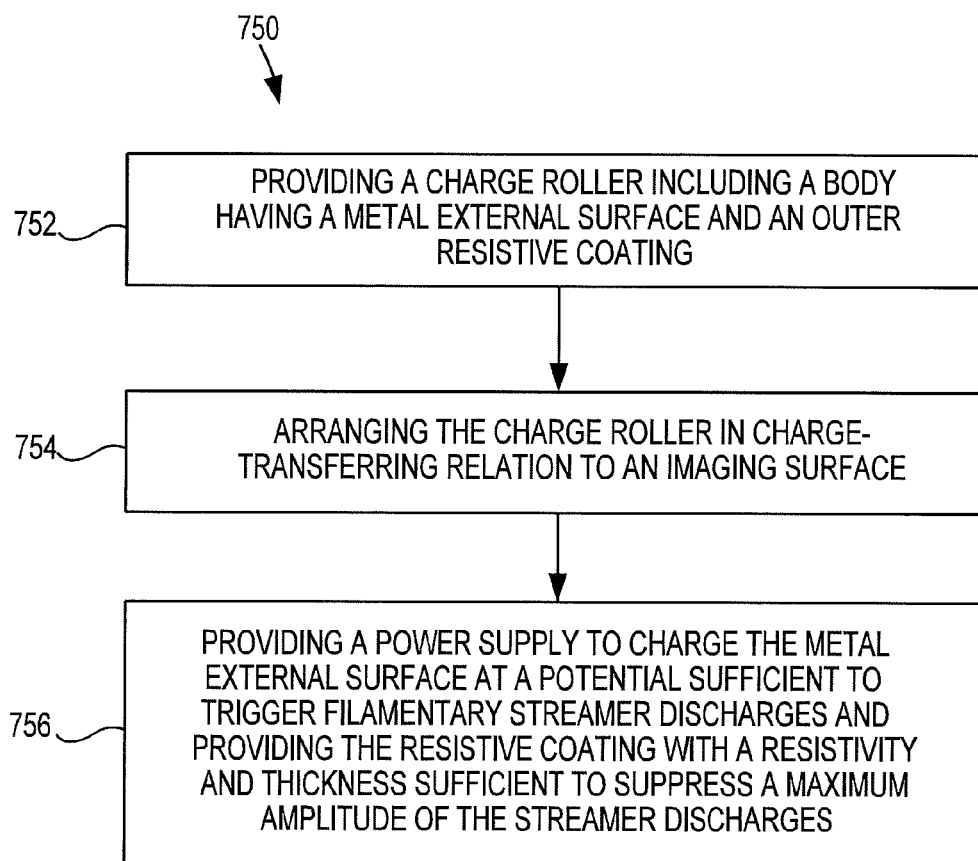 750
752
PROVIDING A CHARGE ROLLER INCLUDING A BODY
HAVING A METAL EXTERNAL SURFACE AND AN OUTER
RESISTIVE COATING
754
ARRANGING THE CHARGE ROLLER IN CHARGE-
TRANSFERRING RELATION TO AN IMAGING SURFACE
756
PROVIDING A POWER SUPPLY TO CHARGE THE METAL
EXTERNAL SURFACE AT A POTENTIAL SUFFICIENT TO
TRIGGER FILAMENTARY STREAMER DISCHARGES AND
PROVIDING THE RESISTIVE COATING WITH A RESISTIVITY
AND THICKNESS SUFFICIENT TO SUPPRESS A MAXIMUM
AMPLITUDE OF THE STREAMER DISCHARGES